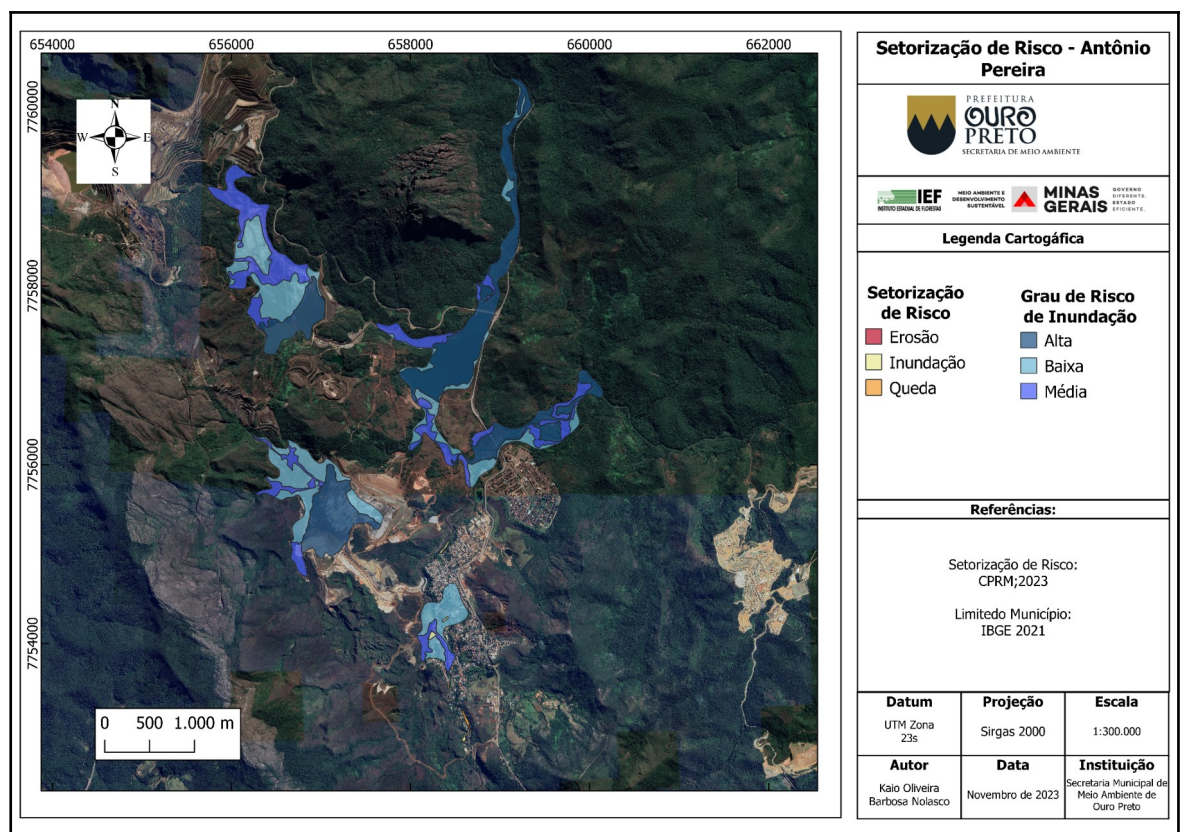 654000 656000 658000 660000 662000
7760000
7758000
7756000
7754000
N
W E
S
0 500 1.000 m
Setorização de Risco - Antônio
Pereira
PREFEITURA
OURO
PRETO
SECRETARIA DE MEIO AMBIENTE
IEF
INSTITUTO ESTADUAL DE FLORESTAS
MEIO AMBIENTE E
DESENVOLVIMENTO
SUSTENTÁVEL
MINAS
GERAIS
GOVERNO
DIFERENTE.
ESTADO
EFICIENTE.
Legenda Cartogáfica
Setorização
de Risco
Erosão
Inundação
Queda
Grau de Risco
de Inundação
Alta
Baixa
Média
Referências:
Setorização de Risco:
CPRM;2023
Limitedo Município:
IBGE 2021
Datum
UTM Zona
23s
Projeção
Sirgas 2000
Escala
1:300.000
Autor
Kaio Oliveira
Barbosa Nolasco
Data
Novembro de 2023
Instituição
Secretaria Municipal de
Meio Ambiente de
Ouro Preto